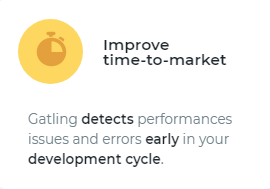 Improve
time-to-market
Gatling detects performances
issues and errors early in your
development cycle.